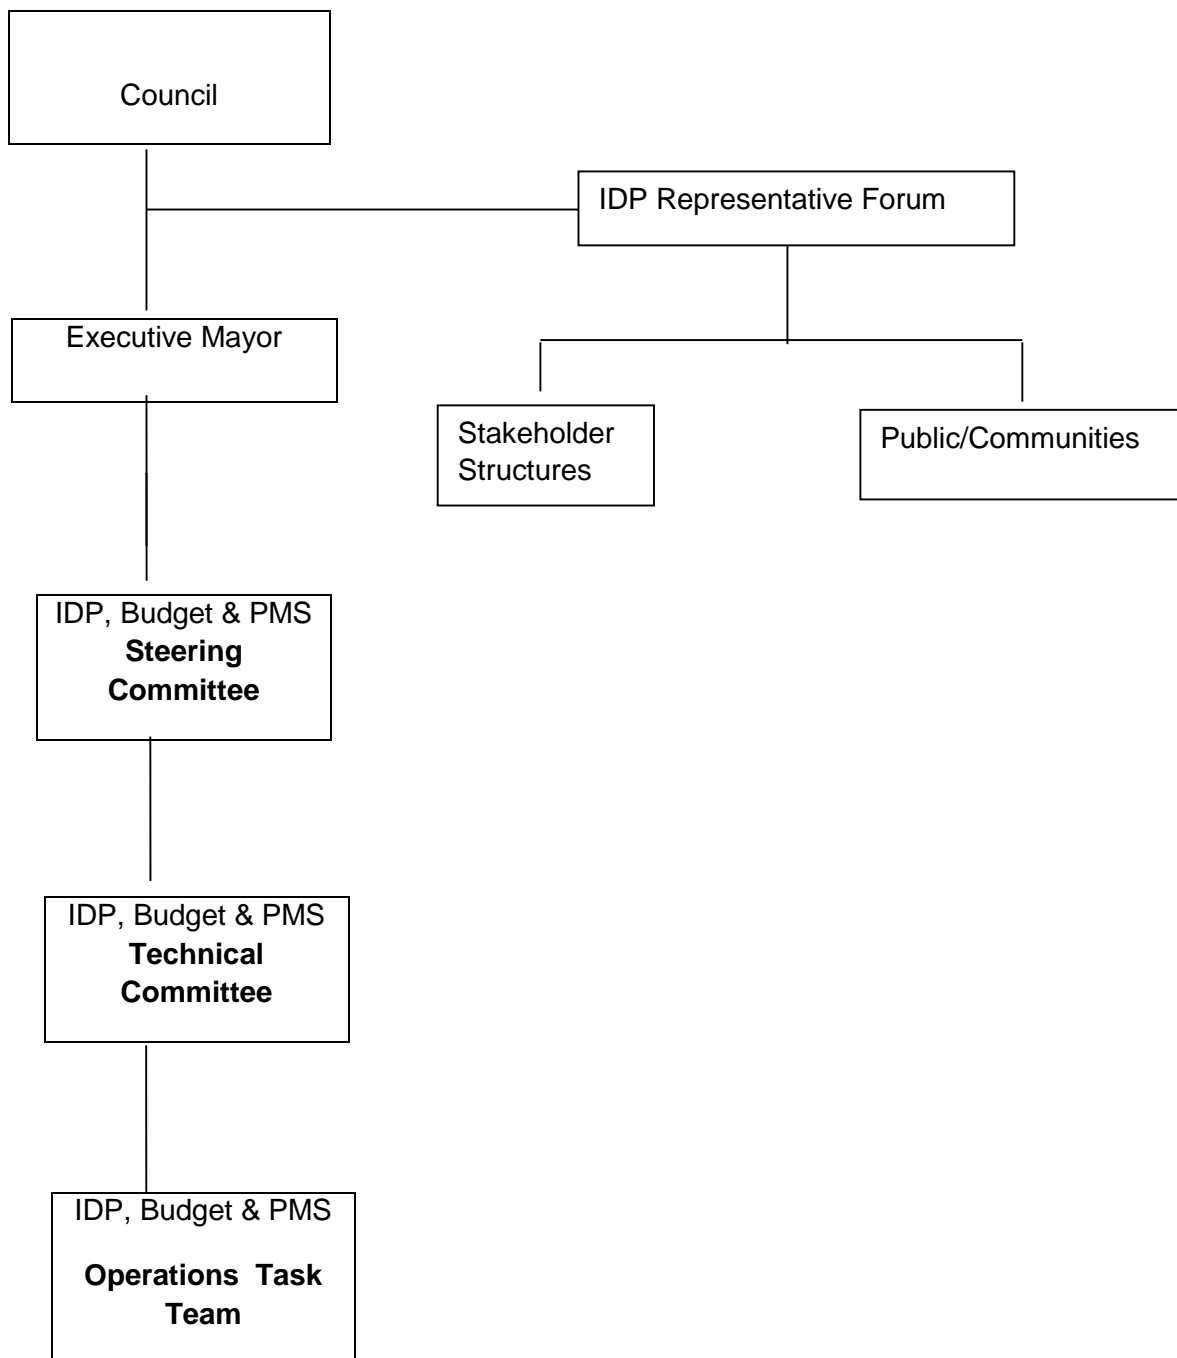 Council
IDP Representative Forum
Executive Mayor
Stakeholder
Structures
Public/Communities
IDP, Budget & PMS
Steering
Committee
IDP, Budget & PMS
Technical
Committee
IDP, Budget & PMS
Operations Task
Team